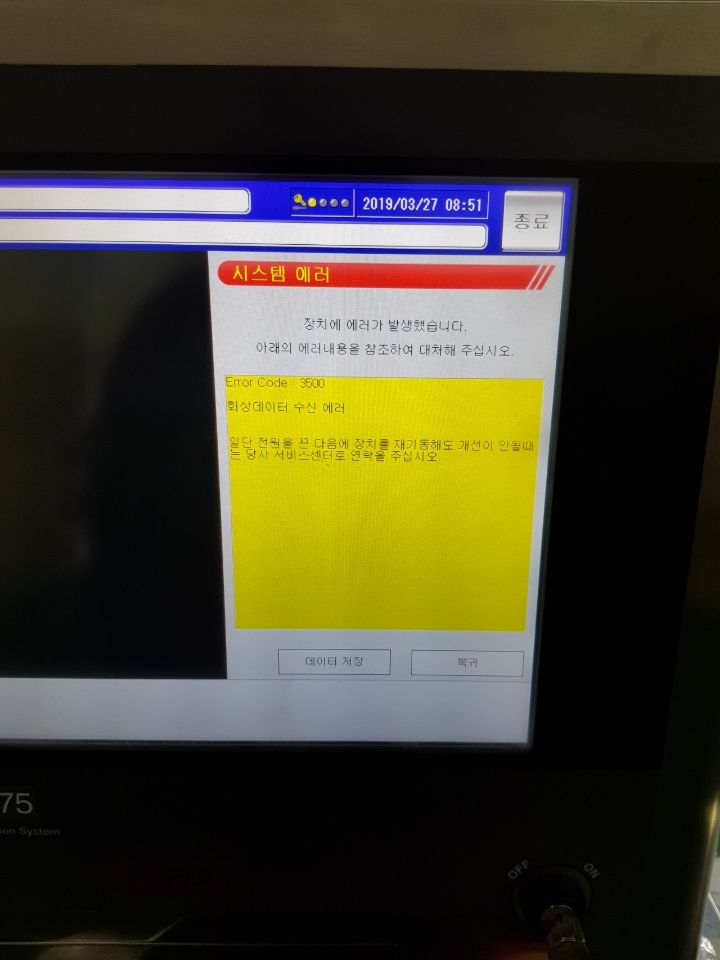 2019/03/27 08:51
종료
시스템 에러
장치에 에러가 발생했습니다.
아래의 에러내용을 참조하여 대처해 주십시오.
Error Code : 3500
화상데이터 수신 에러
일단 전원을 끈 다음에 장치를 재기동해도 개선이 안될때
는 당사 서비스센터로 연락을 주십시오.
데이터 저장
복귀
75
ion System
OFF
ON